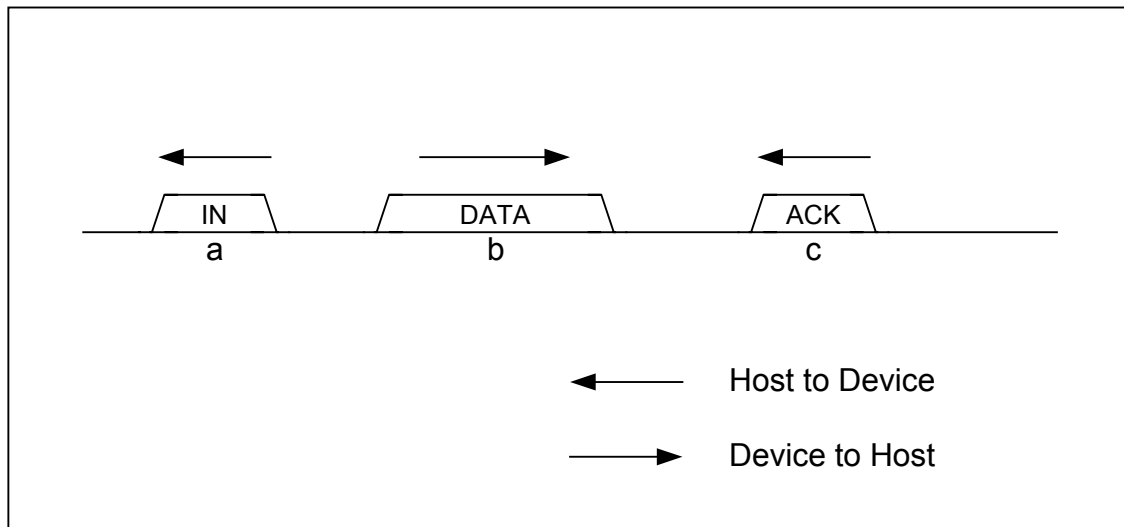 IN DATA ACK
a b c
Host to Device
Device to Host